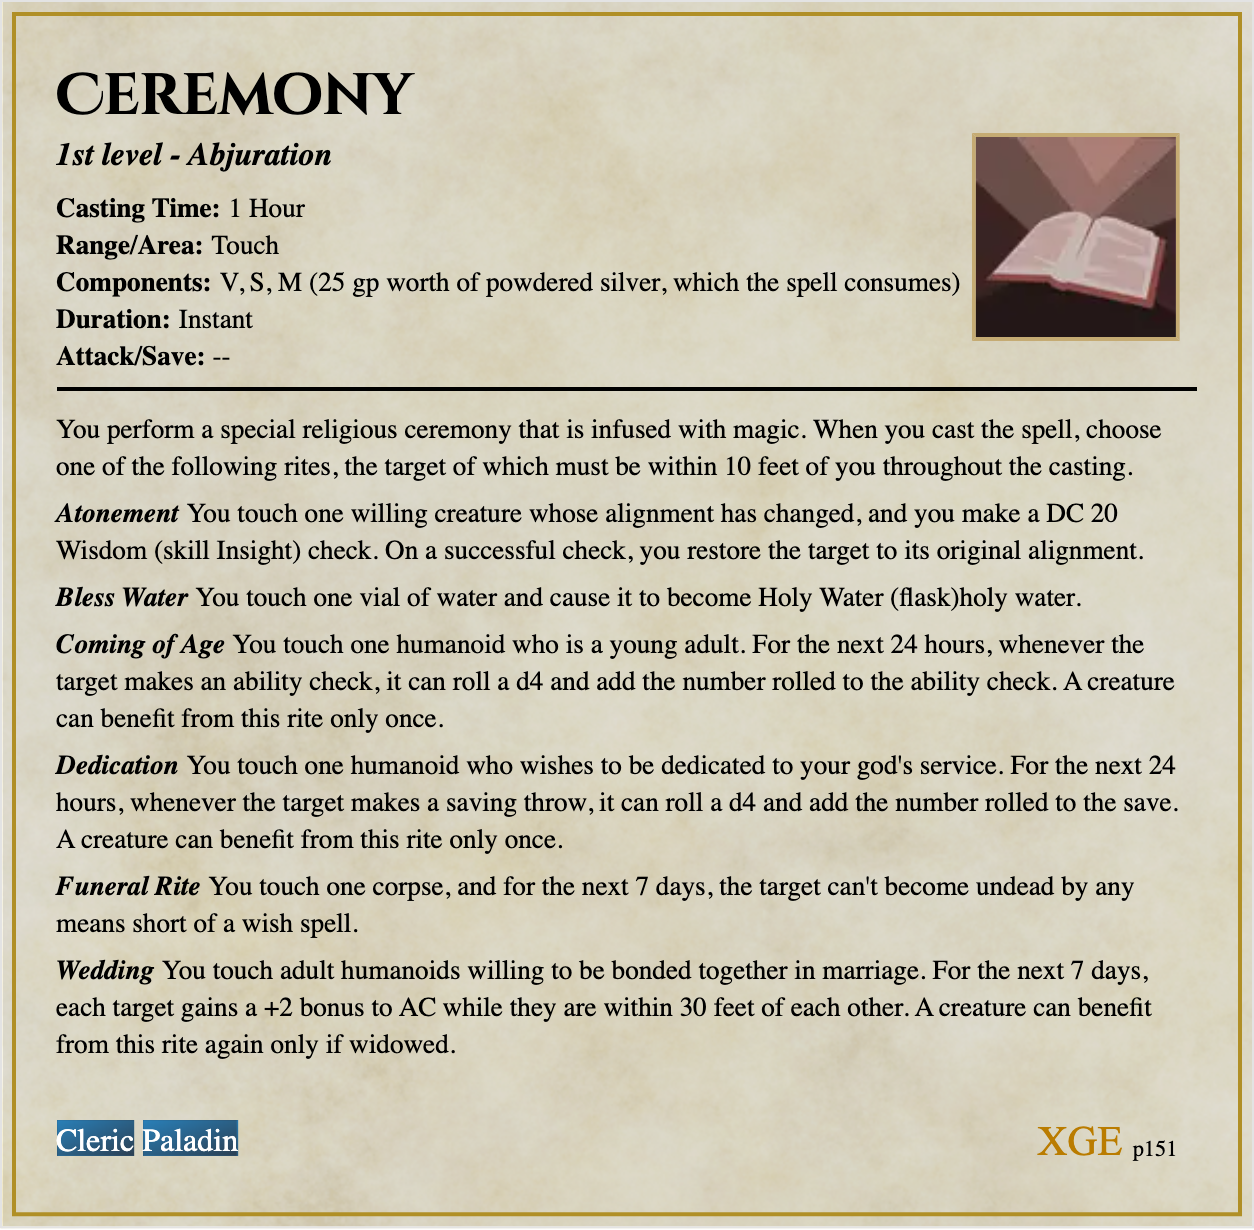 Ceremony
1st level - Abjuration
Casting Time: 1 Hour
Range/Area: Touch
Components: V, S, M (25 gp worth of powdered silver, which the spell consumes)
Duration: Instant
Attack/Save: --
You perform a special religious ceremony that is infused with magic. When you cast the spell, choose
one of the following rites, the target of which must be within 10 feet of you throughout the casting.
Atonement You touch one willing creature whose alignment has changed, and you make a DC 20
Wisdom (skill Insight) check. On a successful check, you restore the target to its original alignment.
Bless Water You touch one vial of water and cause it to become Holy Water (flask)holy water.
Coming of Age You touch one humanoid who is a young adult. For the next 24 hours, whenever the
target makes an ability check, it can roll a d4 and add the number rolled to the ability check. A creature
can benefit from this rite only once.
Dedication You touch one humanoid who wishes to be dedicated to your god's service. For the next 24
hours, whenever the target makes a saving throw, it can roll a d4 and add the number rolled to the save.
A creature can benefit from this rite only once.
Funeral Rite You touch one corpse, and for the next 7 days, the target can't become undead by any
means short of a wish spell.
Wedding You touch adult humanoids willing to be bonded together in marriage. For the next 7 days,
each target gains a +2 bonus to AC while they are within 30 feet of each other. A creature can benefit
from this rite again only if widowed.
Cleric Paladin
XGE p151